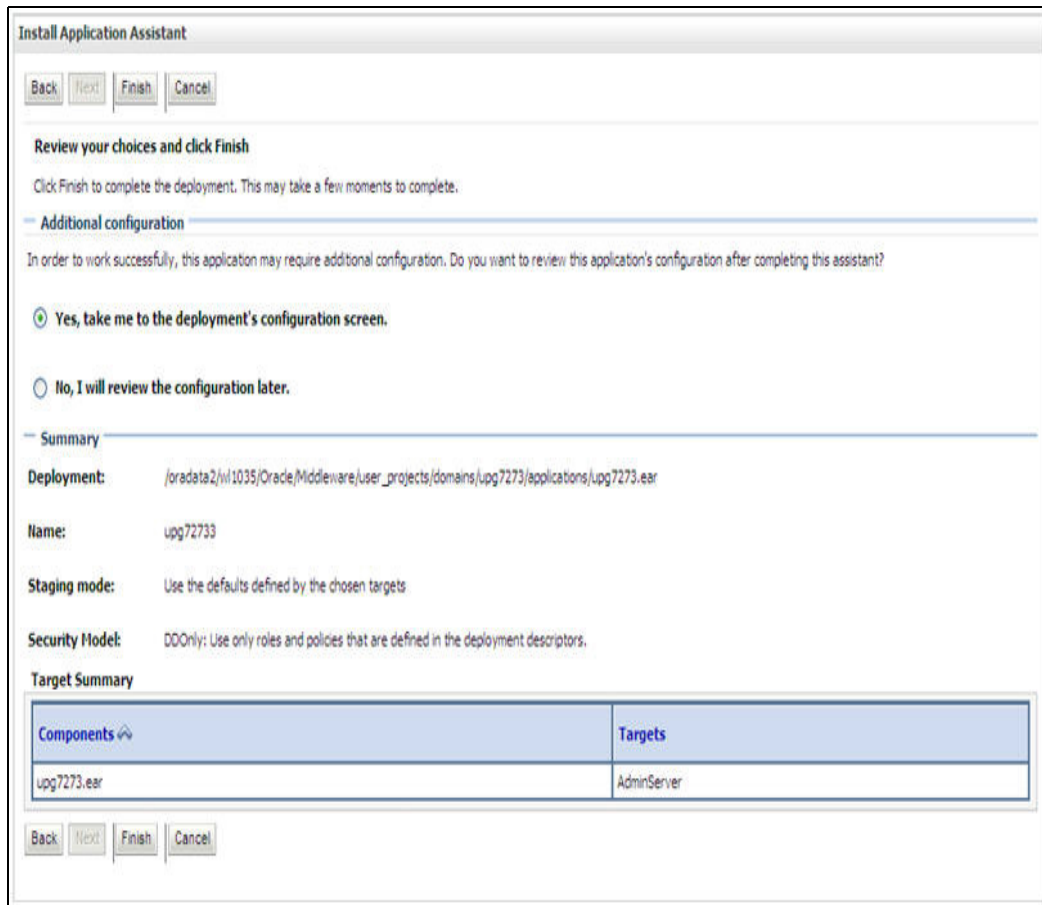 Install Application Assistant
Back Next Finish Cancel
Review your choices and click Finish
Click Finish to complete the deployment. This may take a few moments to complete.
Additional configuration
In order to work successfully, this application may require additional configuration. Do you want to review this application's configuration after completing this assistant?
Yes, take me to the deployment's configuration screen.
No, I will review the configuration later.
Summary
Deployment: /oradata2/wl1035/Oracle/Middleware/user_projects/domains/upg7273/applications/upg7273.ear
Name: upg72733
Staging mode: Use the defaults defined by the chosen targets
Security Model: DDOnly: Use only roles and policies that are defined in the deployment descriptors.
Target Summary
Components Targets
upg7273.ear AdminServer
Back Next Finish Cancel